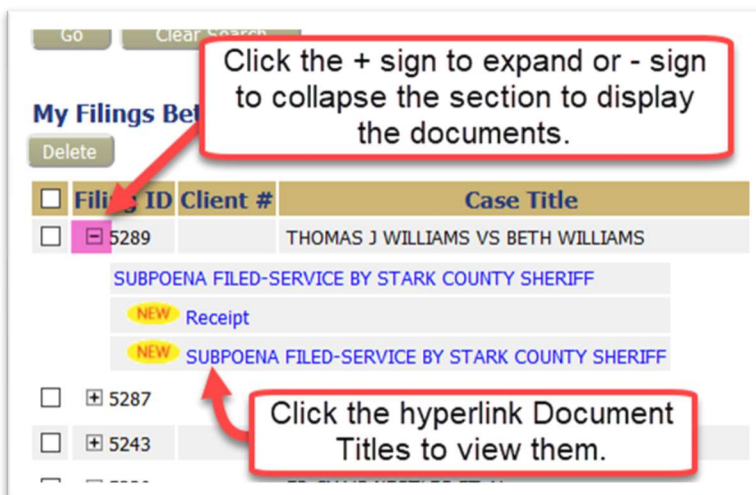 Go Clear Search
Click the + sign to expand or - sign
to collapse the section to display
the documents.
My Filings Bet
Delete
Filing ID Client # Case Title
5289 THOMAS J WILLIAMS VS BETH WILLIAMS
SUBPOENA FILED-SERVICE BY STARK COUNTY SHERIFF
NEW Receipt
NEW SUBPOENA FILED-SERVICE BY STARK COUNTY SHERIFF
5287
Click the hyperlink Document
Titles to view them.
5243